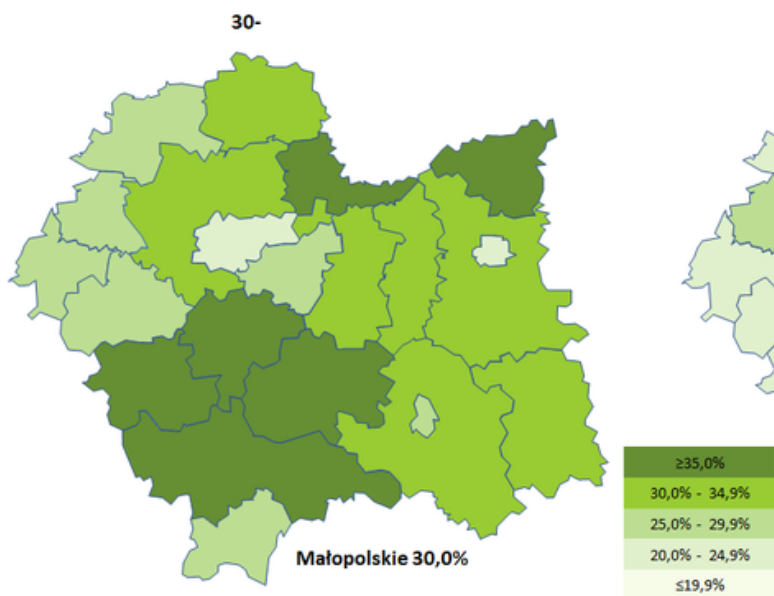 30-
Małopolskie 30,0%
≥35,0%
30,0% - 34,9%
25,0% - 29,9%
20,0% - 24,9%
≤19,9%